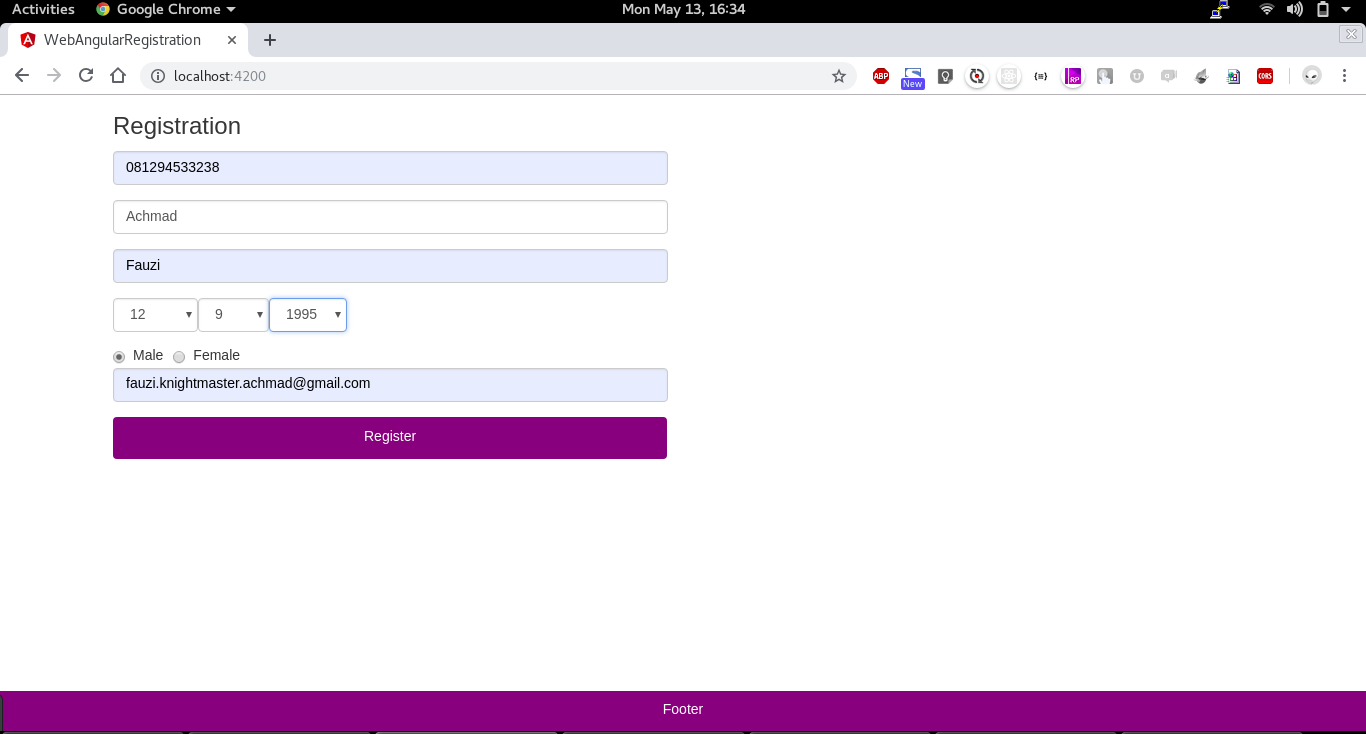 Activities Google Chrome Mon May 13, 16:34
WebAngularRegistration
localhost:4200
ABP New RP CORS
Registration
081294533238
Achmad
Fauzi
12 9 1995
Male Female
fauzi.knightmaster.achmad@gmail.com
Register
Footer